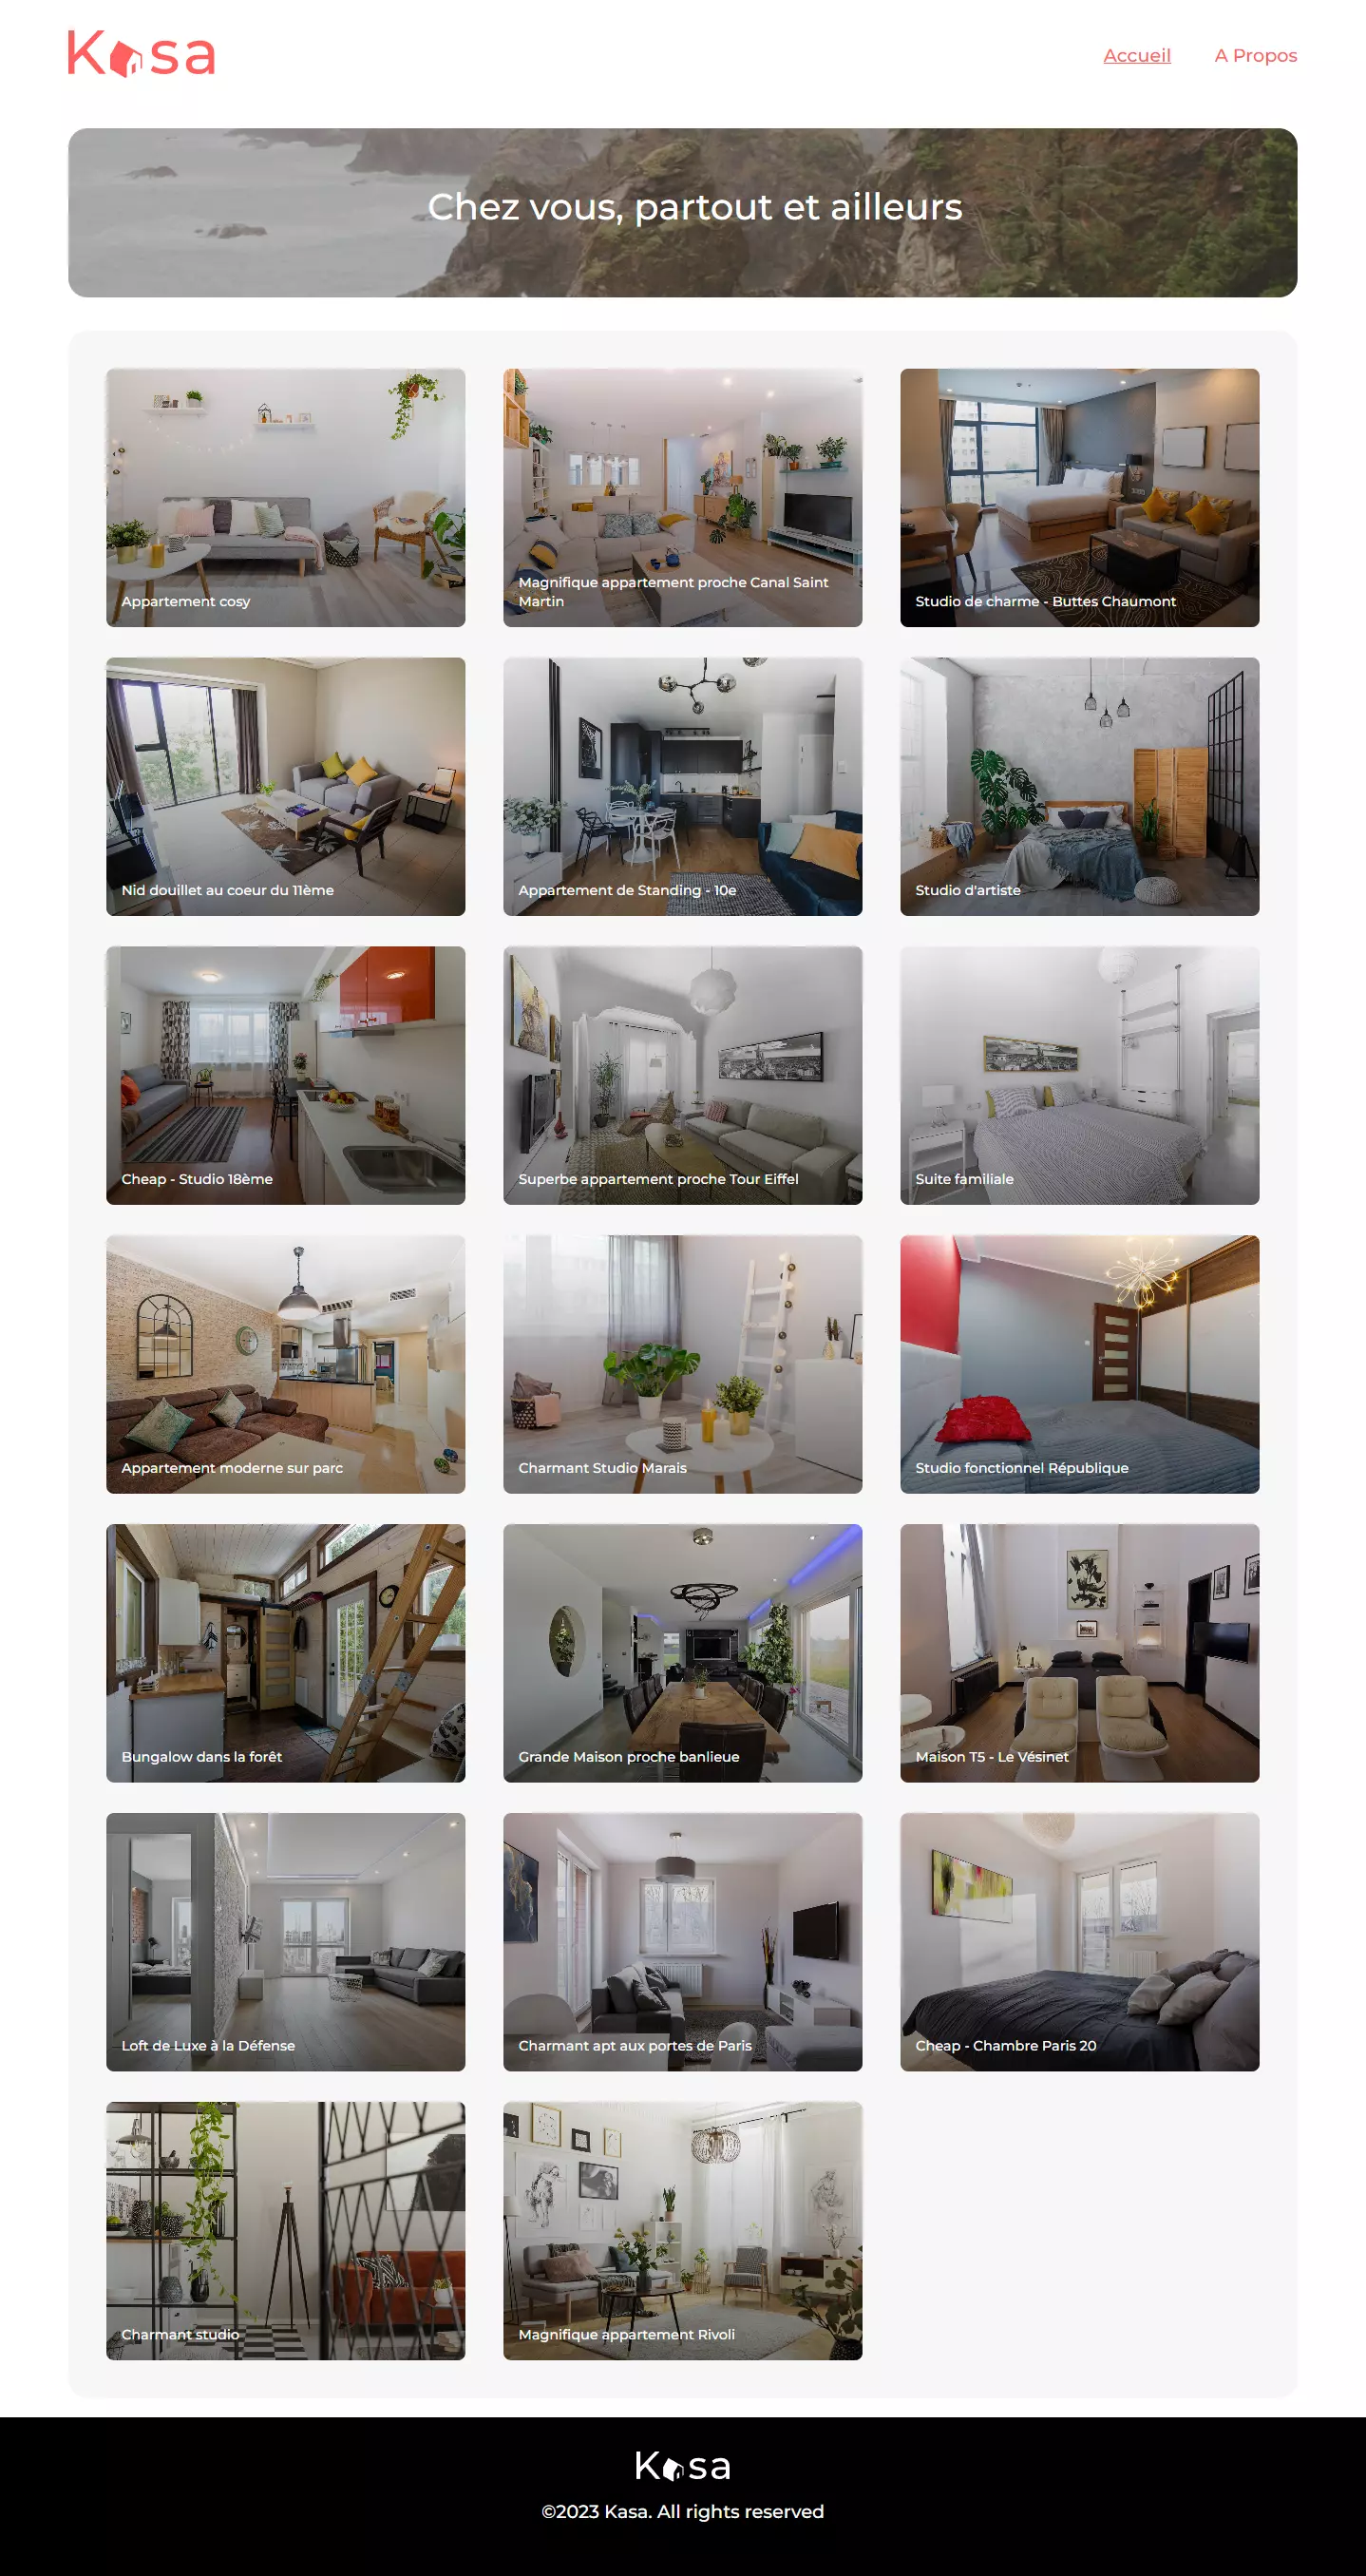 Kasa
Accueil
A Propos
Chez vous, partout et ailleurs
Appartement cosy
Magnifique appartement proche Canal Saint
Martin
Studio de charme - Buttes Chaumont
Nid douillet au coeur du 11ème
Appartement de Standing - 10e
Studio d'artiste
Cheap - Studio 18ème
Superbe appartement proche Tour Eiffel
Suite familiale
Appartement moderne sur parc
Charmant Studio Marais
Studio fonctionnel République
Bungalow dans la forêt
Grande Maison proche banlieue
Maison T5 - Le Vésinet
Loft de Luxe à la Défense
Charmant apt aux portes de Paris
Cheap - Chambre Paris 20
Charmant studio
Magnifique appartement Rivoli
Kasa
©2023 Kasa. All rights reserved